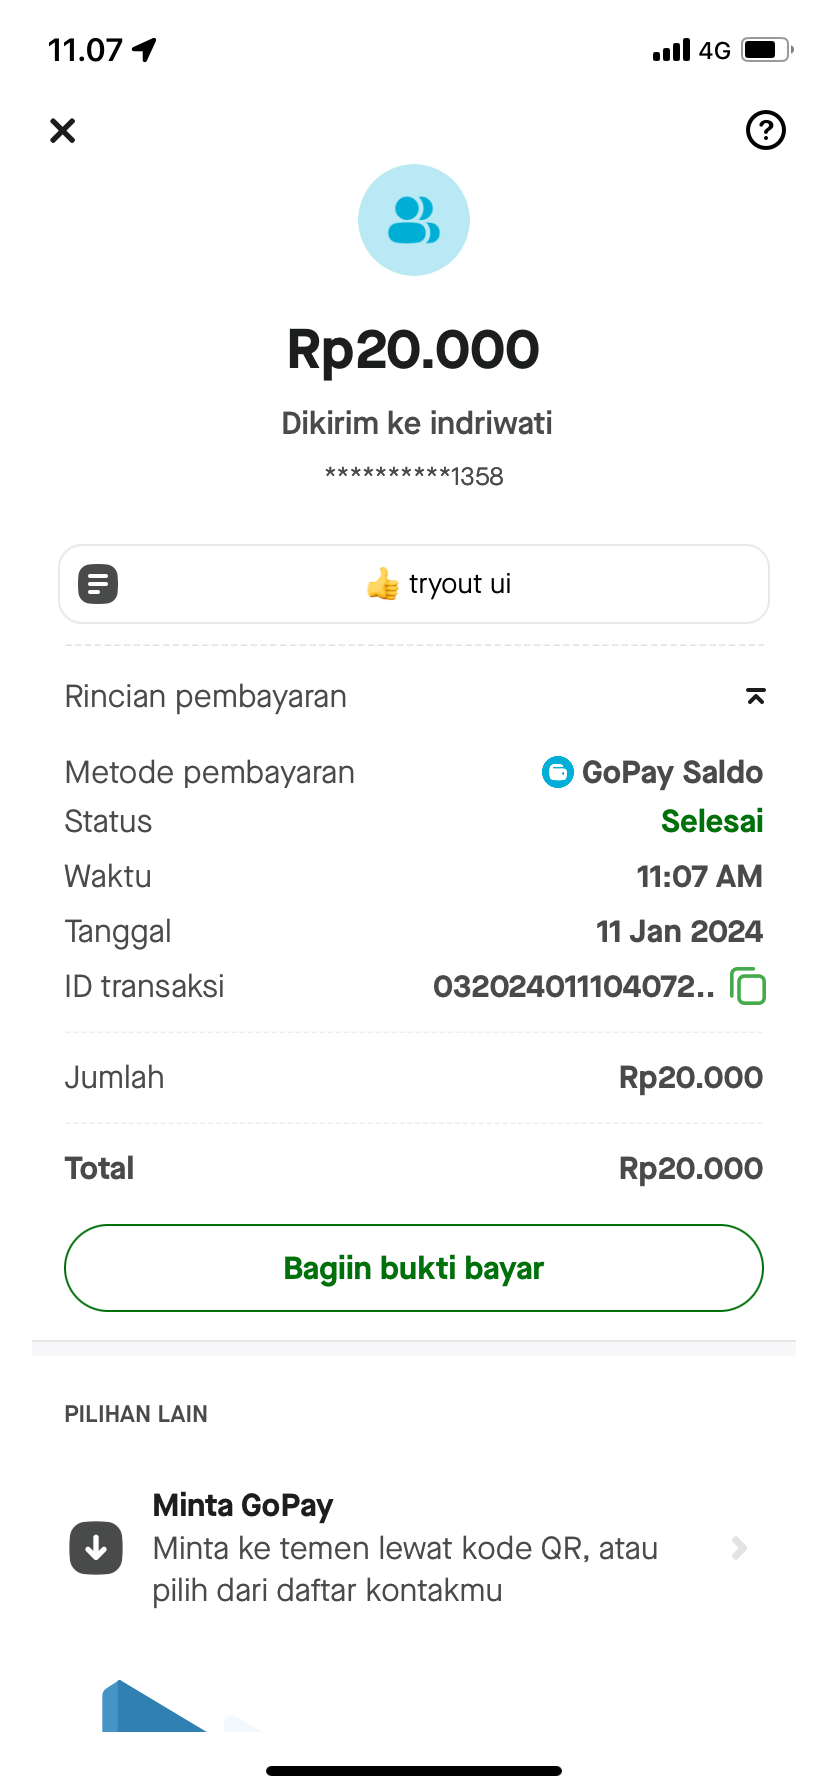 11.07
4G
Rp20.000
Dikirim ke indriwati
**********1358
👍 tryout ui
Rincian pembayaran
Metode pembayaran GoPay Saldo
Status Selesai
Waktu 11:07 AM
Tanggal 11 Jan 2024
ID transaksi 032024011104072..
Jumlah Rp20.000
Total Rp20.000
Bagiin bukti bayar
PILIHAN LAIN
Minta GoPay
Minta ke temen lewat kode QR, atau
pilih dari daftar kontakmu